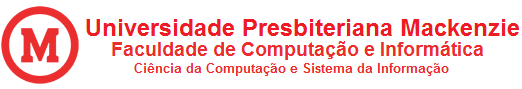 M
Universidade Presbiteriana Mackenzie
Faculdade de Computação e Informática
Ciência da Computação e Sistema da Informação